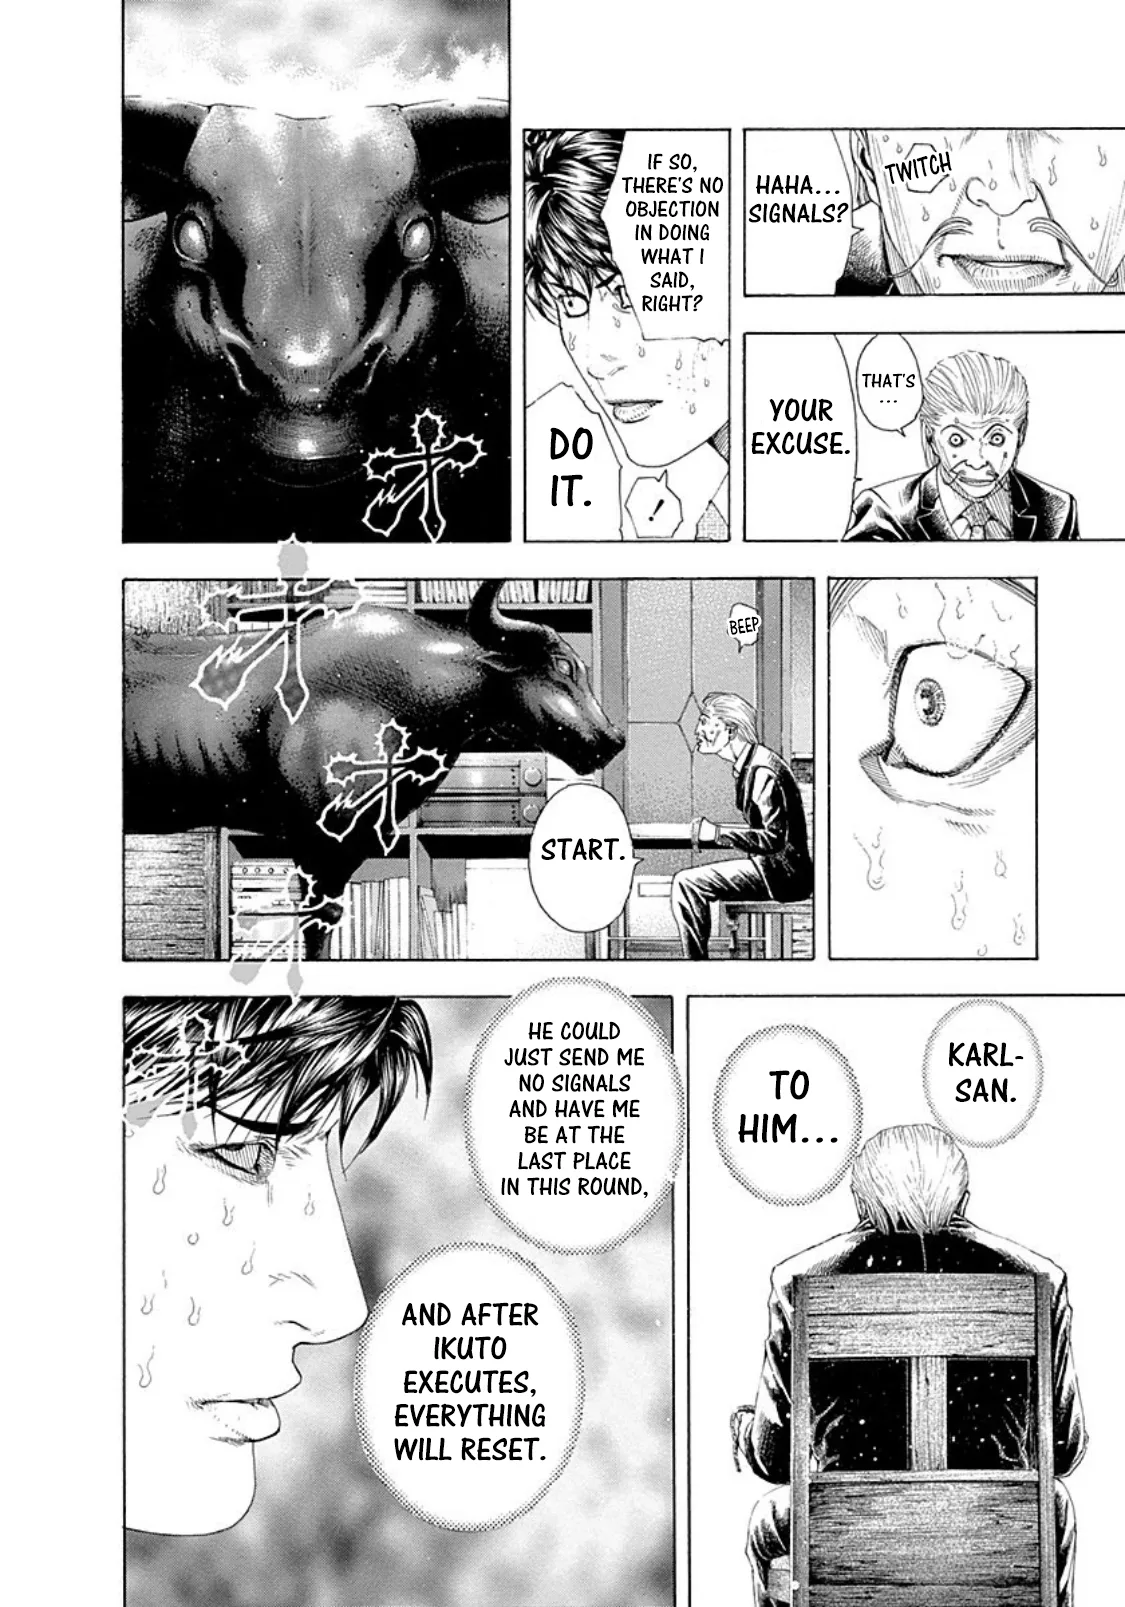 HAHA...
SIGNALS?
TWITCH
THAT'S
...
YOUR
EXCUSE.
IF SO,
THERE'S NO
OBJECTION
IN DOING
WHAT I
SAID,
RIGHT?
!
DO
IT.
BEEP
START.
KARL-
SAN.
TO
HIM...
HE COULD
JUST SEND ME
NO SIGNALS
AND HAVE ME
BE AT THE
LAST PLACE
IN THIS ROUND,
AND AFTER
IKUTO
EXECUTES,
EVERYTHING
WILL RESET.